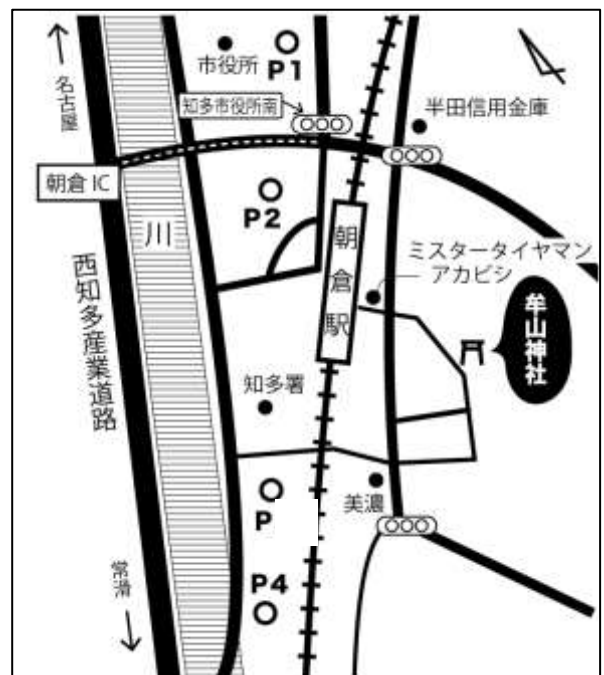 名古屋
市役所
P1
知多市役所南
半田信用金庫
朝倉IC
川
P2
朝倉駅
ミスタータイヤマン
アカビシ
牟山神社
西知多産業道路
知多署
P
美濃
常滑
P4